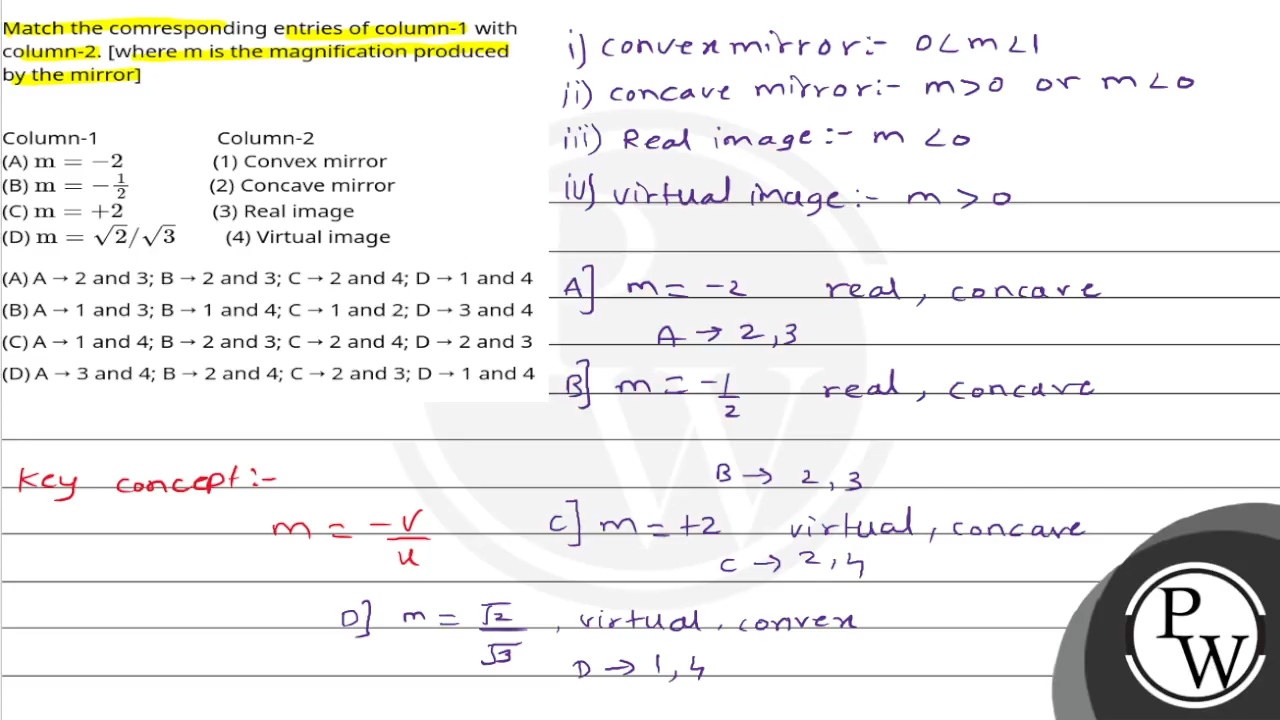 Match the comresponding entries of column-1 with
column-2. [where m is the magnification produced
by the mirror]
Column-1 Column-2
(A) m = −2 (1) Convex mirror
(B) m = −1/2 (2) Concave mirror
(C) m = +2 (3) Real image
(D) m = √2/√3 (4) Virtual image
(A) A → 2 and 3; B → 2 and 3; C → 2 and 4; D → 1 and 4
(B) A → 1 and 3; B → 1 and 4; C → 1 and 2; D → 3 and 4
(C) A → 1 and 4; B → 2 and 3; C → 2 and 4; D → 2 and 3
(D) A → 3 and 4; B → 2 and 4; C → 2 and 3; D → 1 and 4
Key concept:-
m = -v/u
i) convex mirror:- 0<m<1
ii) concave mirror:- m>0 or m<0
iii) Real image:- m<0
iv) virtual image:- m>0
A] m = -2 real, concave
A → 2,3
B] m = -1/2 real, concave
B → 2,3
C] m = +2 virtual, concave
C → 2,4
D] m = √2/√3, virtual, convex
D → 1,4
P
W